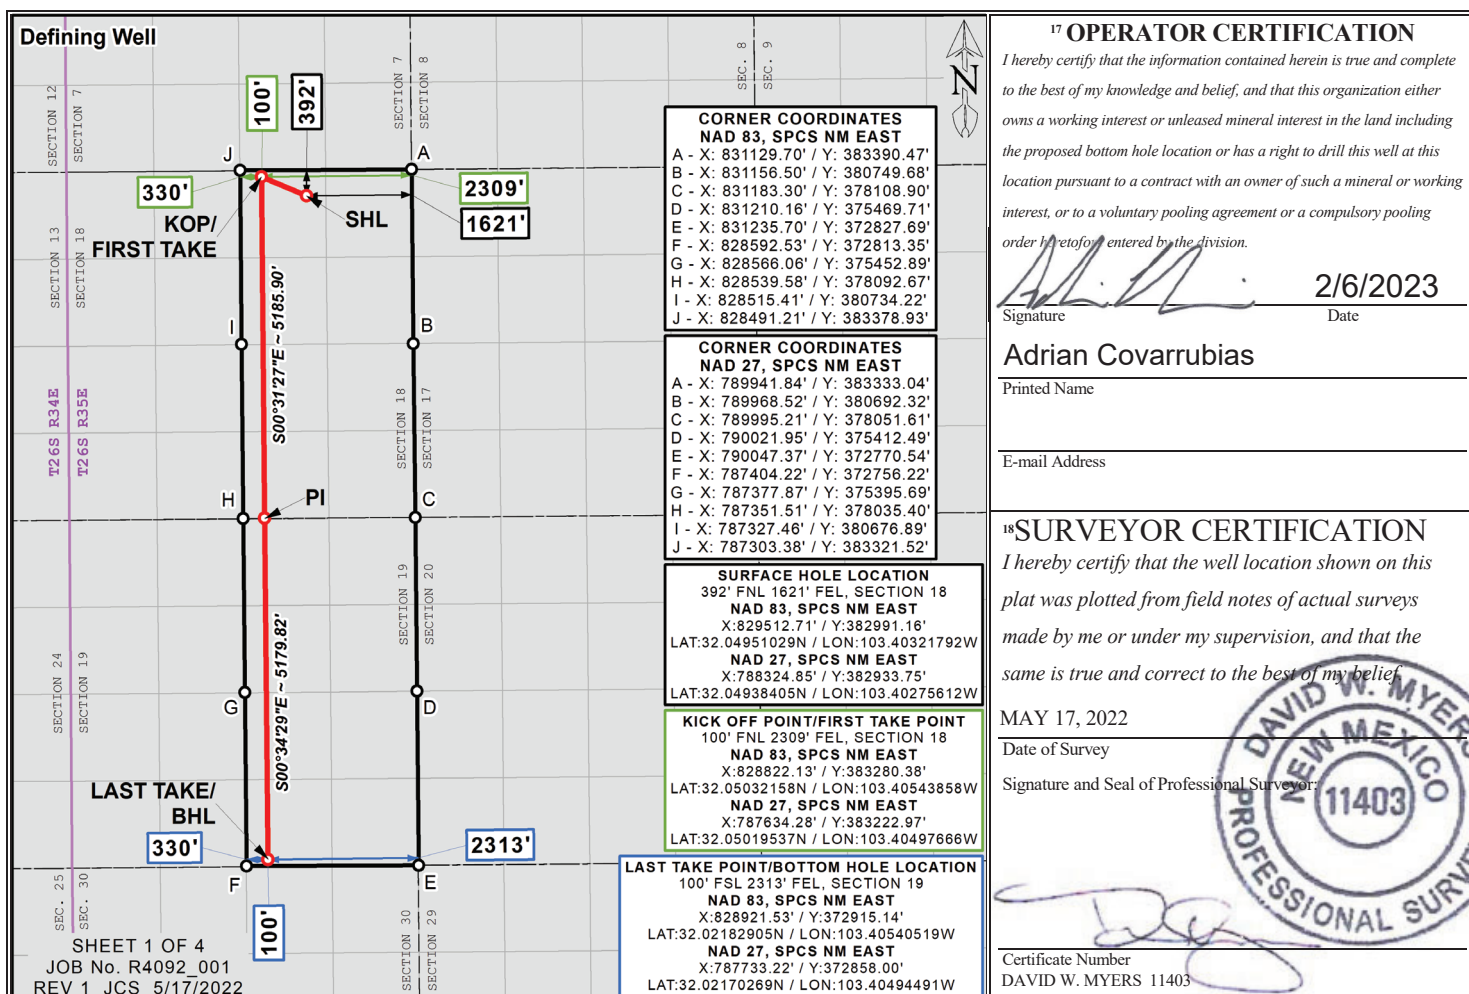 Defining Well
SECTION 12
SECTION 7
SECTION 7
SECTION 8
SEC. 8
SEC. 9
N
100'
392'
J
A
330'
2309'
1621'
KOP/
FIRST TAKE
SHL
SECTION 13
SECTION 18
S00°31'27"E ~ 5185.90'
I
B
T26S R34E
T26S R35E
SECTION 18
SECTION 17
H
PI
C
SECTION 19
SECTION 20
S00°34'29"E ~ 5179.82'
SECTION 24
SECTION 19
G
D
LAST TAKE/
BHL
330'
2313'
F
E
SEC. 25
SEC. 30
100'
SECTION 30
SECTION 29
SHEET 1 OF 4
JOB No. R4092_001
REV 1 JCS 5/17/2022
CORNER COORDINATES
NAD 83, SPCS NM EAST
A - X: 831129.70' / Y: 383390.47'
B - X: 831156.50' / Y: 380749.68'
C - X: 831183.30' / Y: 378108.90'
D - X: 831210.16' / Y: 375469.71'
E - X: 831235.70' / Y: 372827.69'
F - X: 828592.53' / Y: 372813.35'
G - X: 828566.06' / Y: 375452.89'
H - X: 828539.58' / Y: 378092.67'
I - X: 828515.41' / Y: 380734.22'
J - X: 828491.21' / Y: 383378.93'
CORNER COORDINATES
NAD 27, SPCS NM EAST
A - X: 789941.84' / Y: 383333.04'
B - X: 789968.52' / Y: 380692.32'
C - X: 789995.21' / Y: 378051.61'
D - X: 790021.95' / Y: 375412.49'
E - X: 790047.37' / Y: 372770.54'
F - X: 787404.22' / Y: 372756.22'
G - X: 787377.87' / Y: 375395.69'
H - X: 787351.51' / Y: 378035.40'
I - X: 787327.46' / Y: 380676.89'
J - X: 787303.38' / Y: 383321.52'
SURFACE HOLE LOCATION
392' FNL 1621' FEL, SECTION 18
NAD 83, SPCS NM EAST
X:829512.71' / Y:382991.16'
LAT:32.04951029N / LON:103.40321792W
NAD 27, SPCS NM EAST
X:788324.85' / Y:382933.75'
LAT:32.04938405N / LON:103.40275612W
KICK OFF POINT/FIRST TAKE POINT
100' FNL 2309' FEL, SECTION 18
NAD 83, SPCS NM EAST
X:828822.13' / Y:383280.38'
LAT:32.05032158N / LON:103.40543858W
NAD 27, SPCS NM EAST
X:787634.28' / Y:383222.97'
LAT:32.05019537N / LON:103.40497666W
LAST TAKE POINT/BOTTOM HOLE LOCATION
100' FSL 2313' FEL, SECTION 19
NAD 83, SPCS NM EAST
X:828921.53' / Y:372915.14'
LAT:32.02182905N / LON:103.40540519W
NAD 27, SPCS NM EAST
X:787733.22' / Y:372858.00'
LAT:32.02170269N / LON:103.40494491W
17 OPERATOR CERTIFICATION
I hereby certify that the information contained herein is true and complete
to the best of my knowledge and belief, and that this organization either
owns a working interest or unleased mineral interest in the land including
the proposed bottom hole location or has a right to drill this well at this
location pursuant to a contract with an owner of such a mineral or working
interest, or to a voluntary pooling agreement or a compulsory pooling
order heretofore entered by the division.
2/6/2023
Signature Date
Adrian Covarrubias
Printed Name
E-mail Address
18 SURVEYOR CERTIFICATION
I hereby certify that the well location shown on this
plat was plotted from field notes of actual surveys
made by me or under my supervision, and that the
same is true and correct to the best of my belief.
MAY 17, 2022
Date of Survey
Signature and Seal of Professional Surveyor:
DAVID W. MYERS
NEW MEXICO
11403
PROFESSIONAL
Certificate Number
DAVID W. MYERS 11403